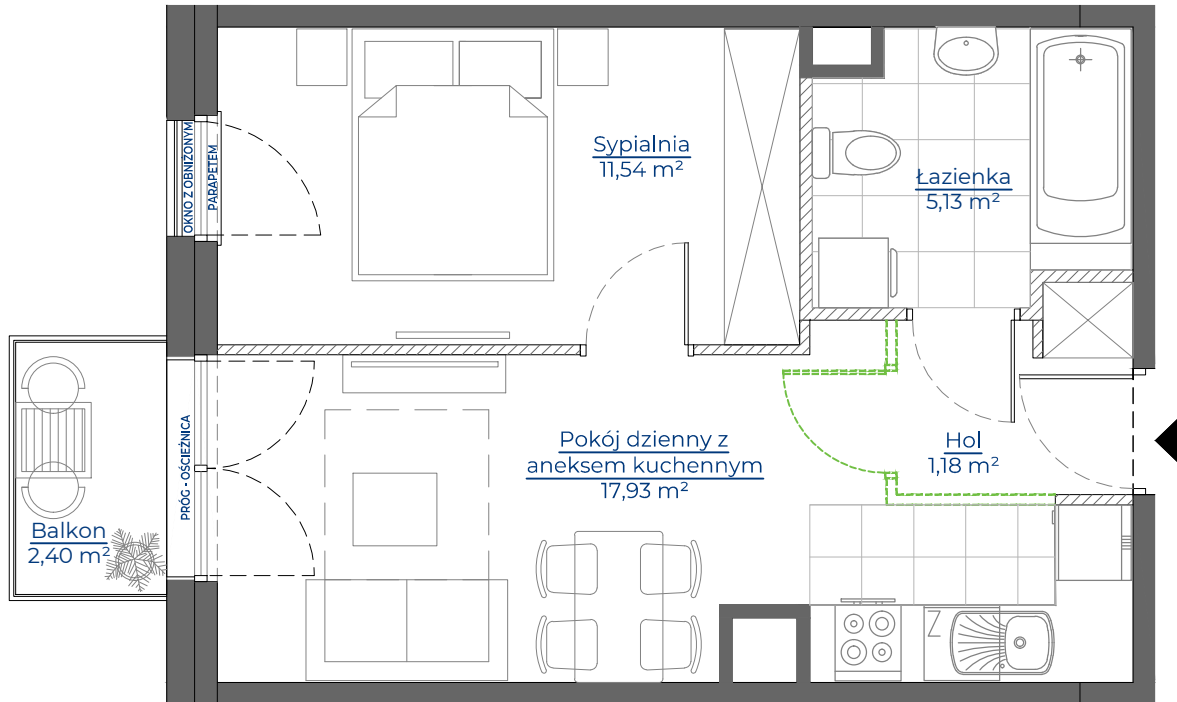 OKNO Z OBNIŻONYM
PARAPETEM
Sypialnia
11,54 m²
Łazienka
5,13 m²
PRÓG - OŚCIEŻNICA
Pokój dzienny z
aneksem kuchennym
17,93 m²
Hol
1,18 m²
Balkon
2,40 m²
Z